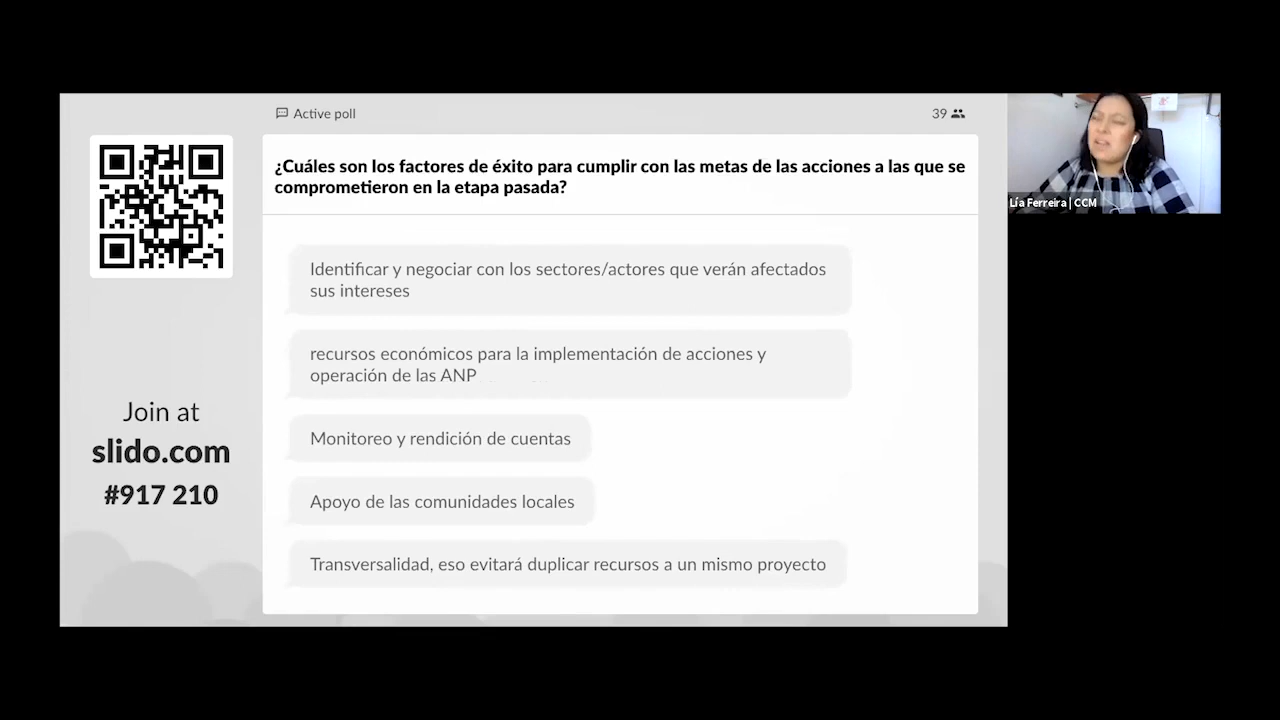 Active poll
39
¿Cuáles son los factores de éxito para cumplir con las metas de las acciones a las que se
comprometieron en la etapa pasada?
Identificar y negociar con los sectores/actores que verán afectados
sus intereses
recursos económicos para la implementación de acciones y
operación de las ANP
Monitoreo y rendición de cuentas
Apoyo de las comunidades locales
Transversalidad, eso evitará duplicar recursos a un mismo proyecto
Join at
slido.com
#917 210
Lía Ferreira | CCM